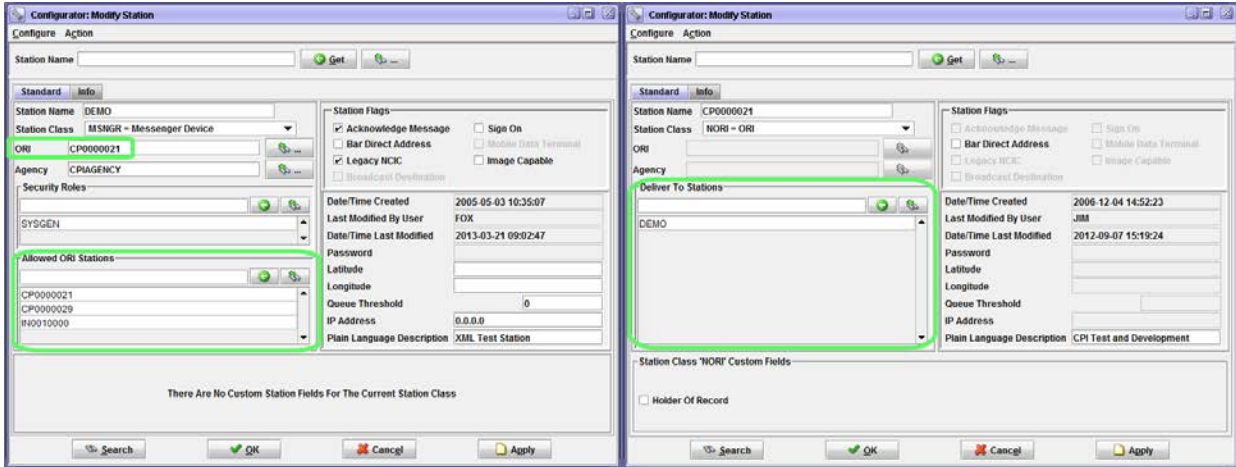 Configurator: Modify Station
Configure Action
Station Name
Get
...
Standard Info
Station Name DEMO
Station Class MSNGR - Messenger Device
ORI CP0000021 ...
Agency CPIAGENCY ...
Security Roles
SYSGEN
Allowed ORI Stations
CP0000021
CP0000029
IN0010000
Station Flags
Acknowledge Message Sign On
Bar Direct Address Mobile Data Terminal
Legacy NCIC Image Capable
Broadcast Destination
Date/Time Created 2005-05-03 10:35:07
Last Modified By User FOX
Date/Time Last Modified 2013-03-21 09:02:47
Password
Latitude
Longitude
Queue Threshold 0
IP Address 0.0.0.0
Plain Language Description XML Test Station
There Are No Custom Station Fields For The Current Station Class
Search OK Cancel Apply
Configurator: Modify Station
Configure Action
Station Name
Get
...
Standard Info
Station Name CP0000021
Station Class NORI - ORI
ORI
Agency
Deliver To Stations
DEMO
Station Flags
Acknowledge Message Sign On
Bar Direct Address Mobile Data Terminal
Legacy NCIC Image Capable
Broadcast Destination
Date/Time Created 2006-12-04 14:52:23
Last Modified By User JIM
Date/Time Last Modified 2012-09-07 15:19:24
Password
Latitude
Longitude
Queue Threshold
IP Address
Plain Language Description CPI Test and Development
Station Class 'NORI' Custom Fields
Holder Of Record
Search OK Cancel Apply